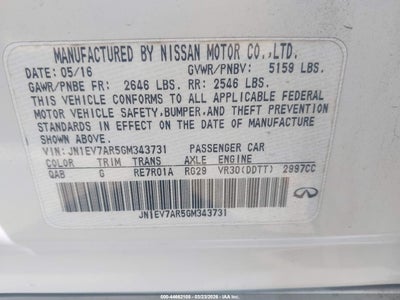 MANUFACTURED BY NISSAN MOTOR CO.,LTD.
DATE: 05/16 GVWR/PNBV: 5159 LBS.
GAWR/PNBE FR: 2646 LBS. RR: 2546 LBS.
THIS VEHICLE CONFORMS TO ALL APPLICABLE FEDERAL
MOTOR VEHICLE SAFETY, BUMPER, AND THEFT PREVENTION
STANDARDS IN EFFECT ON THE DATE OF MANUFACTURE
SHOWN ABOVE.
VIN: JN1EV7AR5GM343731 PASSENGER CAR
COLOR TRIM TRANS AXLE ENGINE
QAB G RE7R01A RG29 VR30(DDTT) 2997CC
JN1EV7AR5GM343731